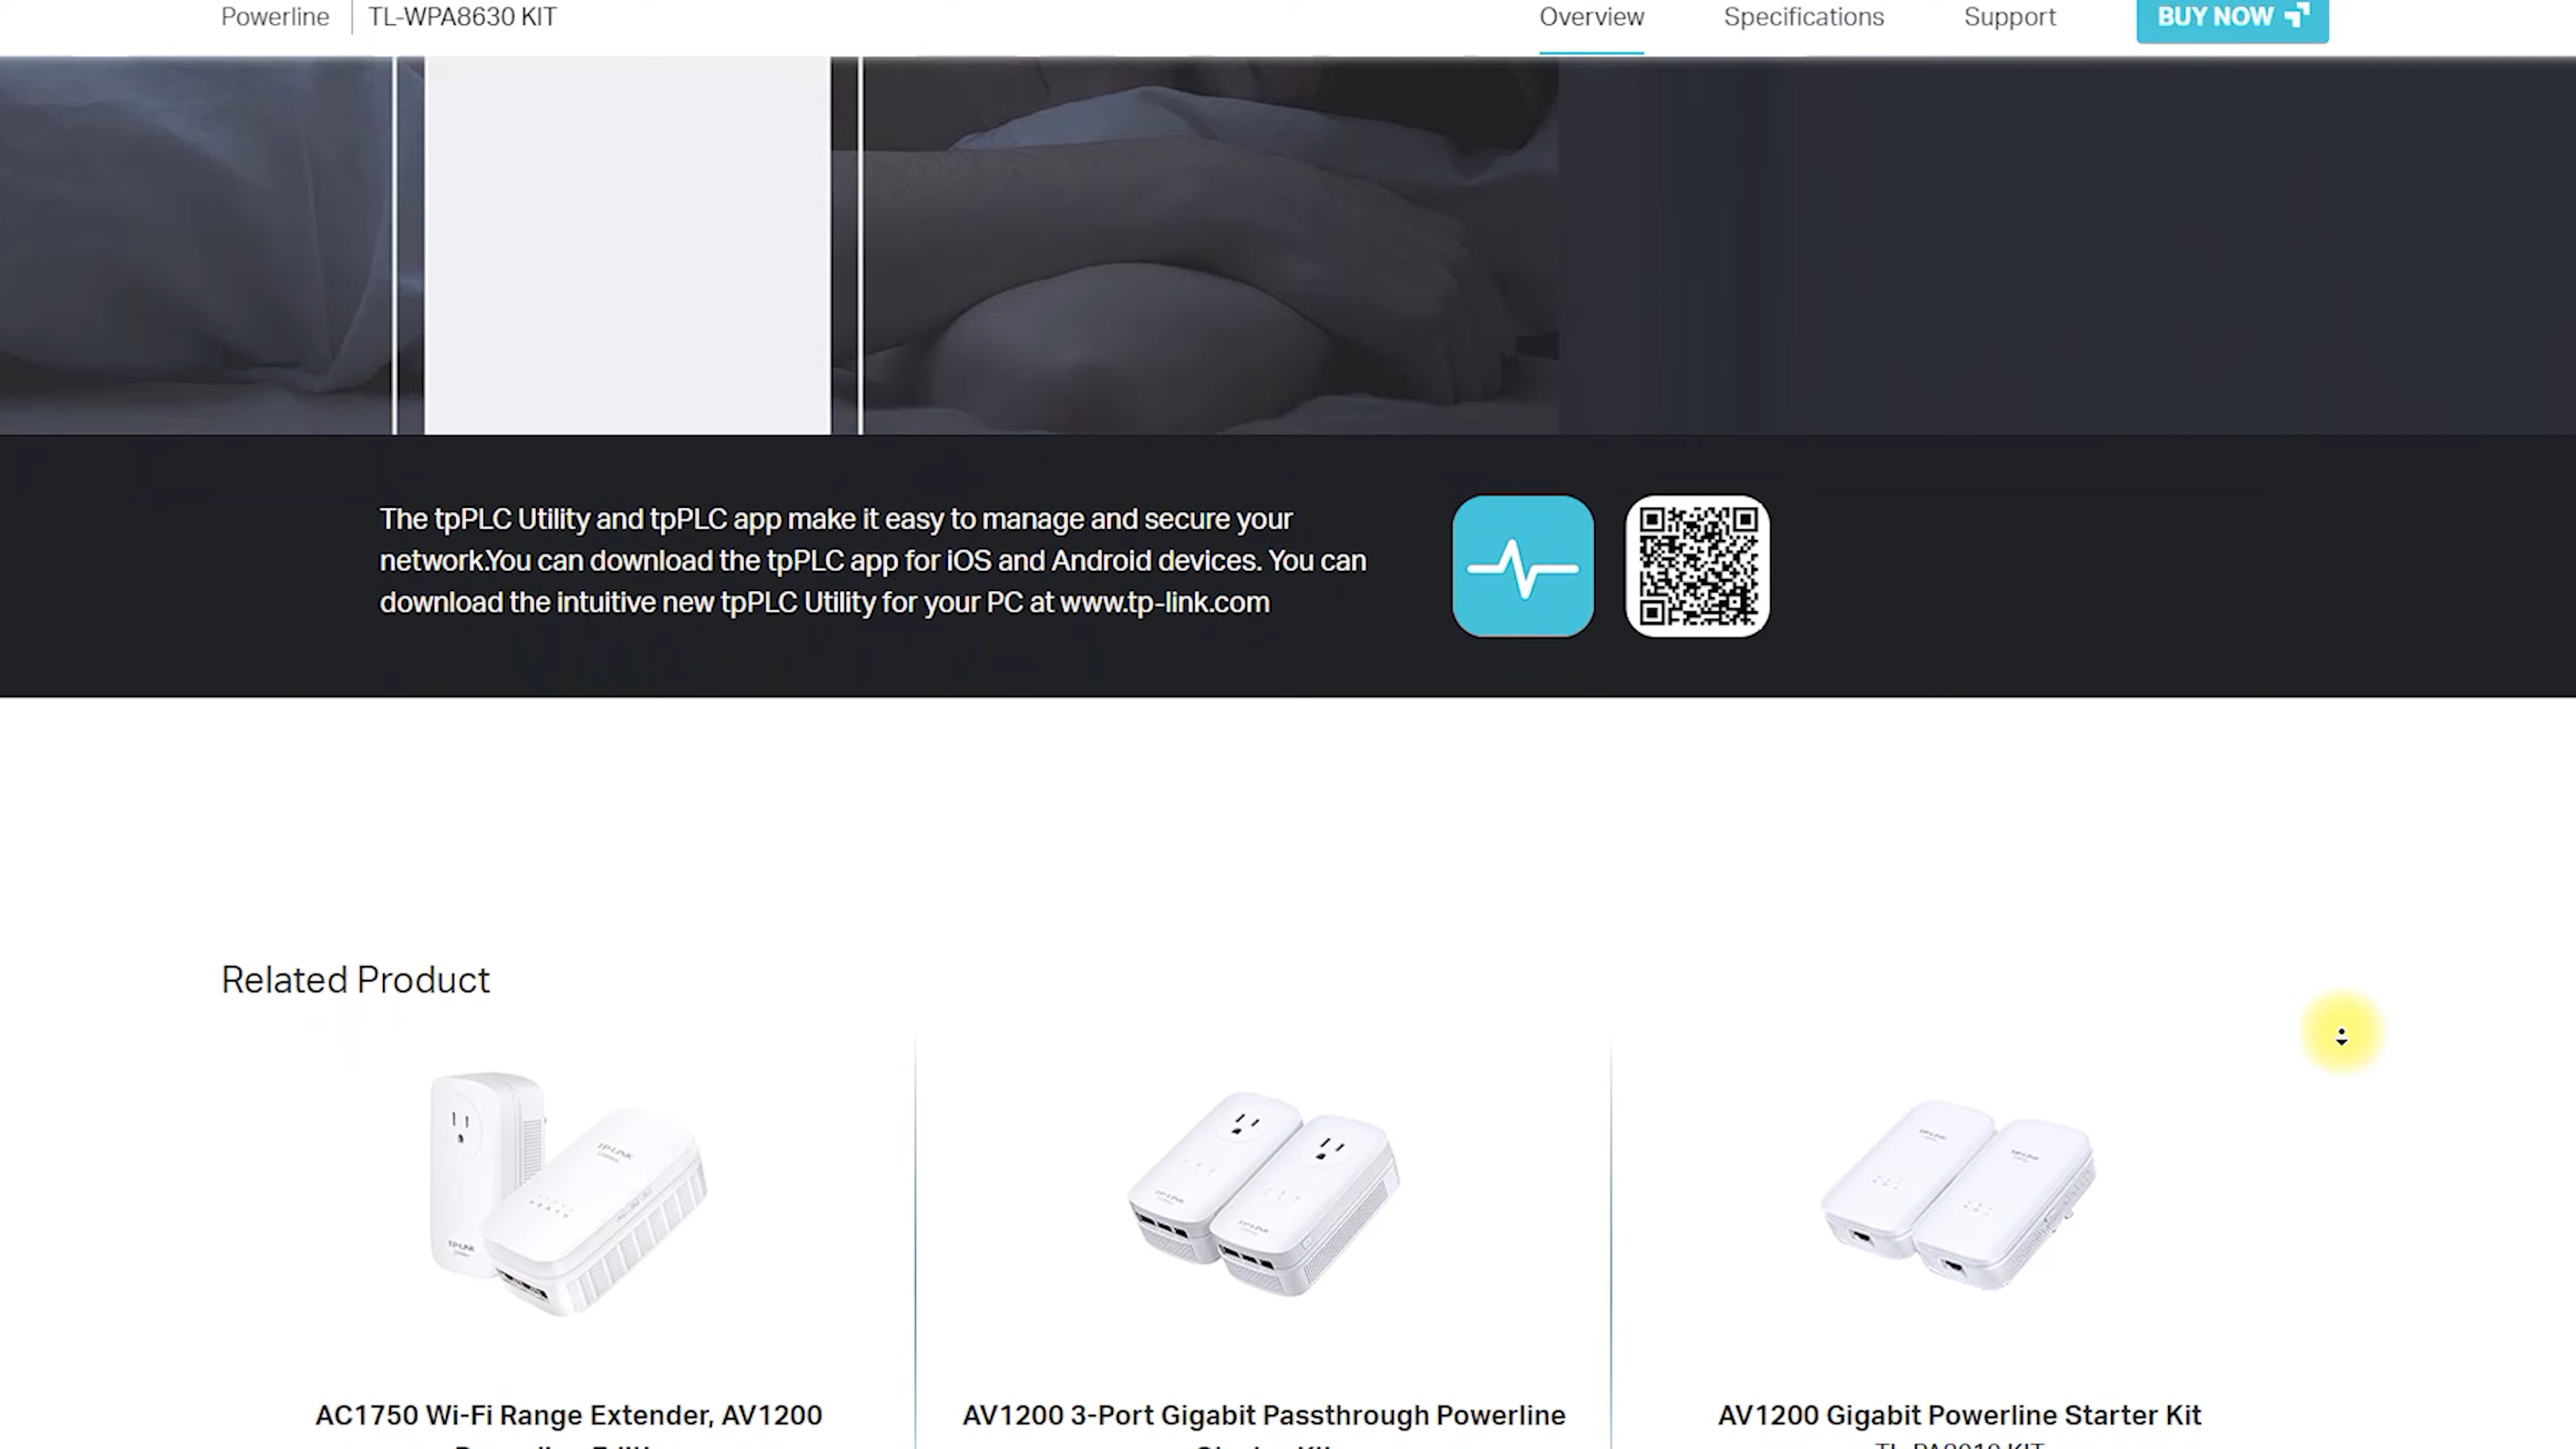 Powerline
TL-WPA8630 KIT
Overview
Specifications
Support
BUY NOW
The tpPLC Utility and tpPLC app make it easy to manage and secure your
network.You can download the tpPLC app for iOS and Android devices. You can
download the intuitive new tpPLC Utility for your PC at www.tp-link.com
Related Product
AC1750 Wi-Fi Range Extender, AV1200
AV1200 3-Port Gigabit Passthrough Powerline
AV1200 Gigabit Powerline Starter Kit